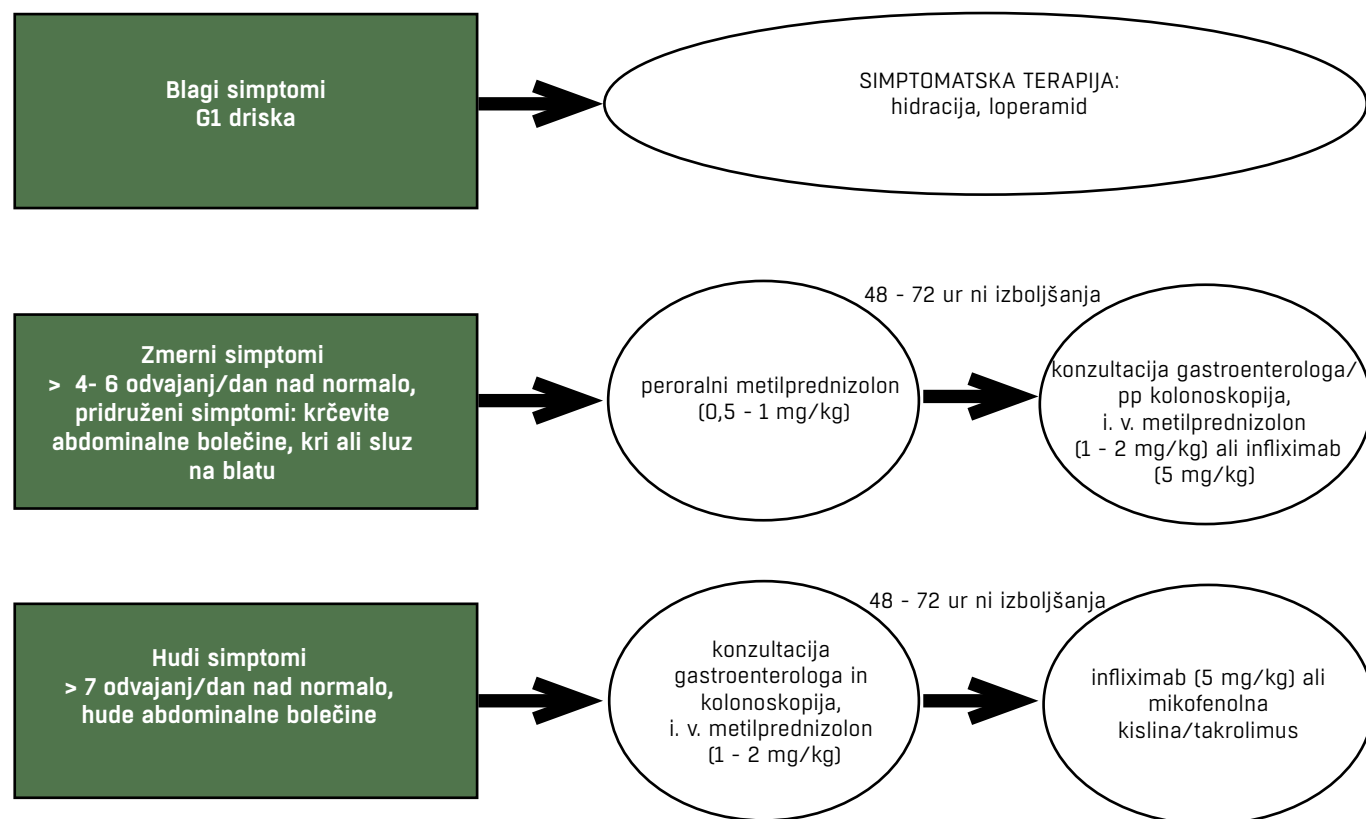 Blagi simptomi
G1 driska
SIMPTOMATSKA TERAPIJA:
hidracija, loperamid
Zmerni simptomi
> 4- 6 odvajanj/dan nad normalo,
pridruženi simptomi: krčevite
abdominalne bolečine, kri ali sluz
na blatu
peroralni metilprednizolon
(0,5 - 1 mg/kg)
48 - 72 ur ni izboljšanja
konzultacija gastroenterologa/
pp kolonoskopija,
i. v. metilprednizolon
(1 - 2 mg/kg) ali infliximab
(5 mg/kg)
Hudi simptomi
> 7 odvajanj/dan nad normalo,
hude abdominalne bolečine
konzultacija
gastroenterologa in
kolonoskopija,
i. v. metilprednizolon
(1 - 2 mg/kg)
48 - 72 ur ni izboljšanja
infliximab (5 mg/kg) ali
mikofenolna
kislina/takrolimus